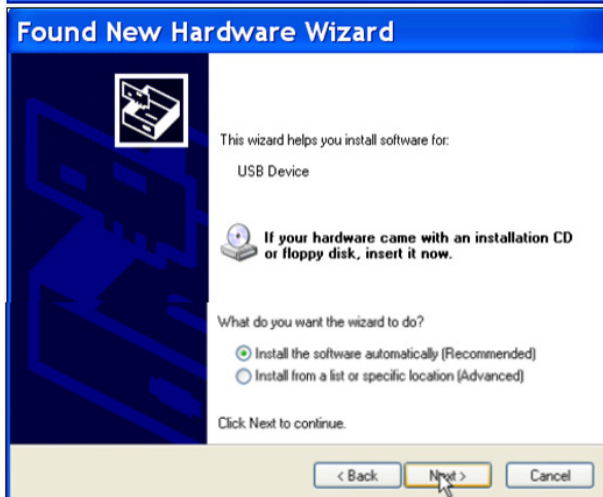 Found New Hardware Wizard
This wizard helps you install software for:
USB Device
If your hardware came with an installation CD
or floppy disk, insert it now.
What do you want the wizard to do?
Install the software automatically (Recommended)
Install from a list or specific location (Advanced)
Click Next to continue.
< Back Next > Cancel